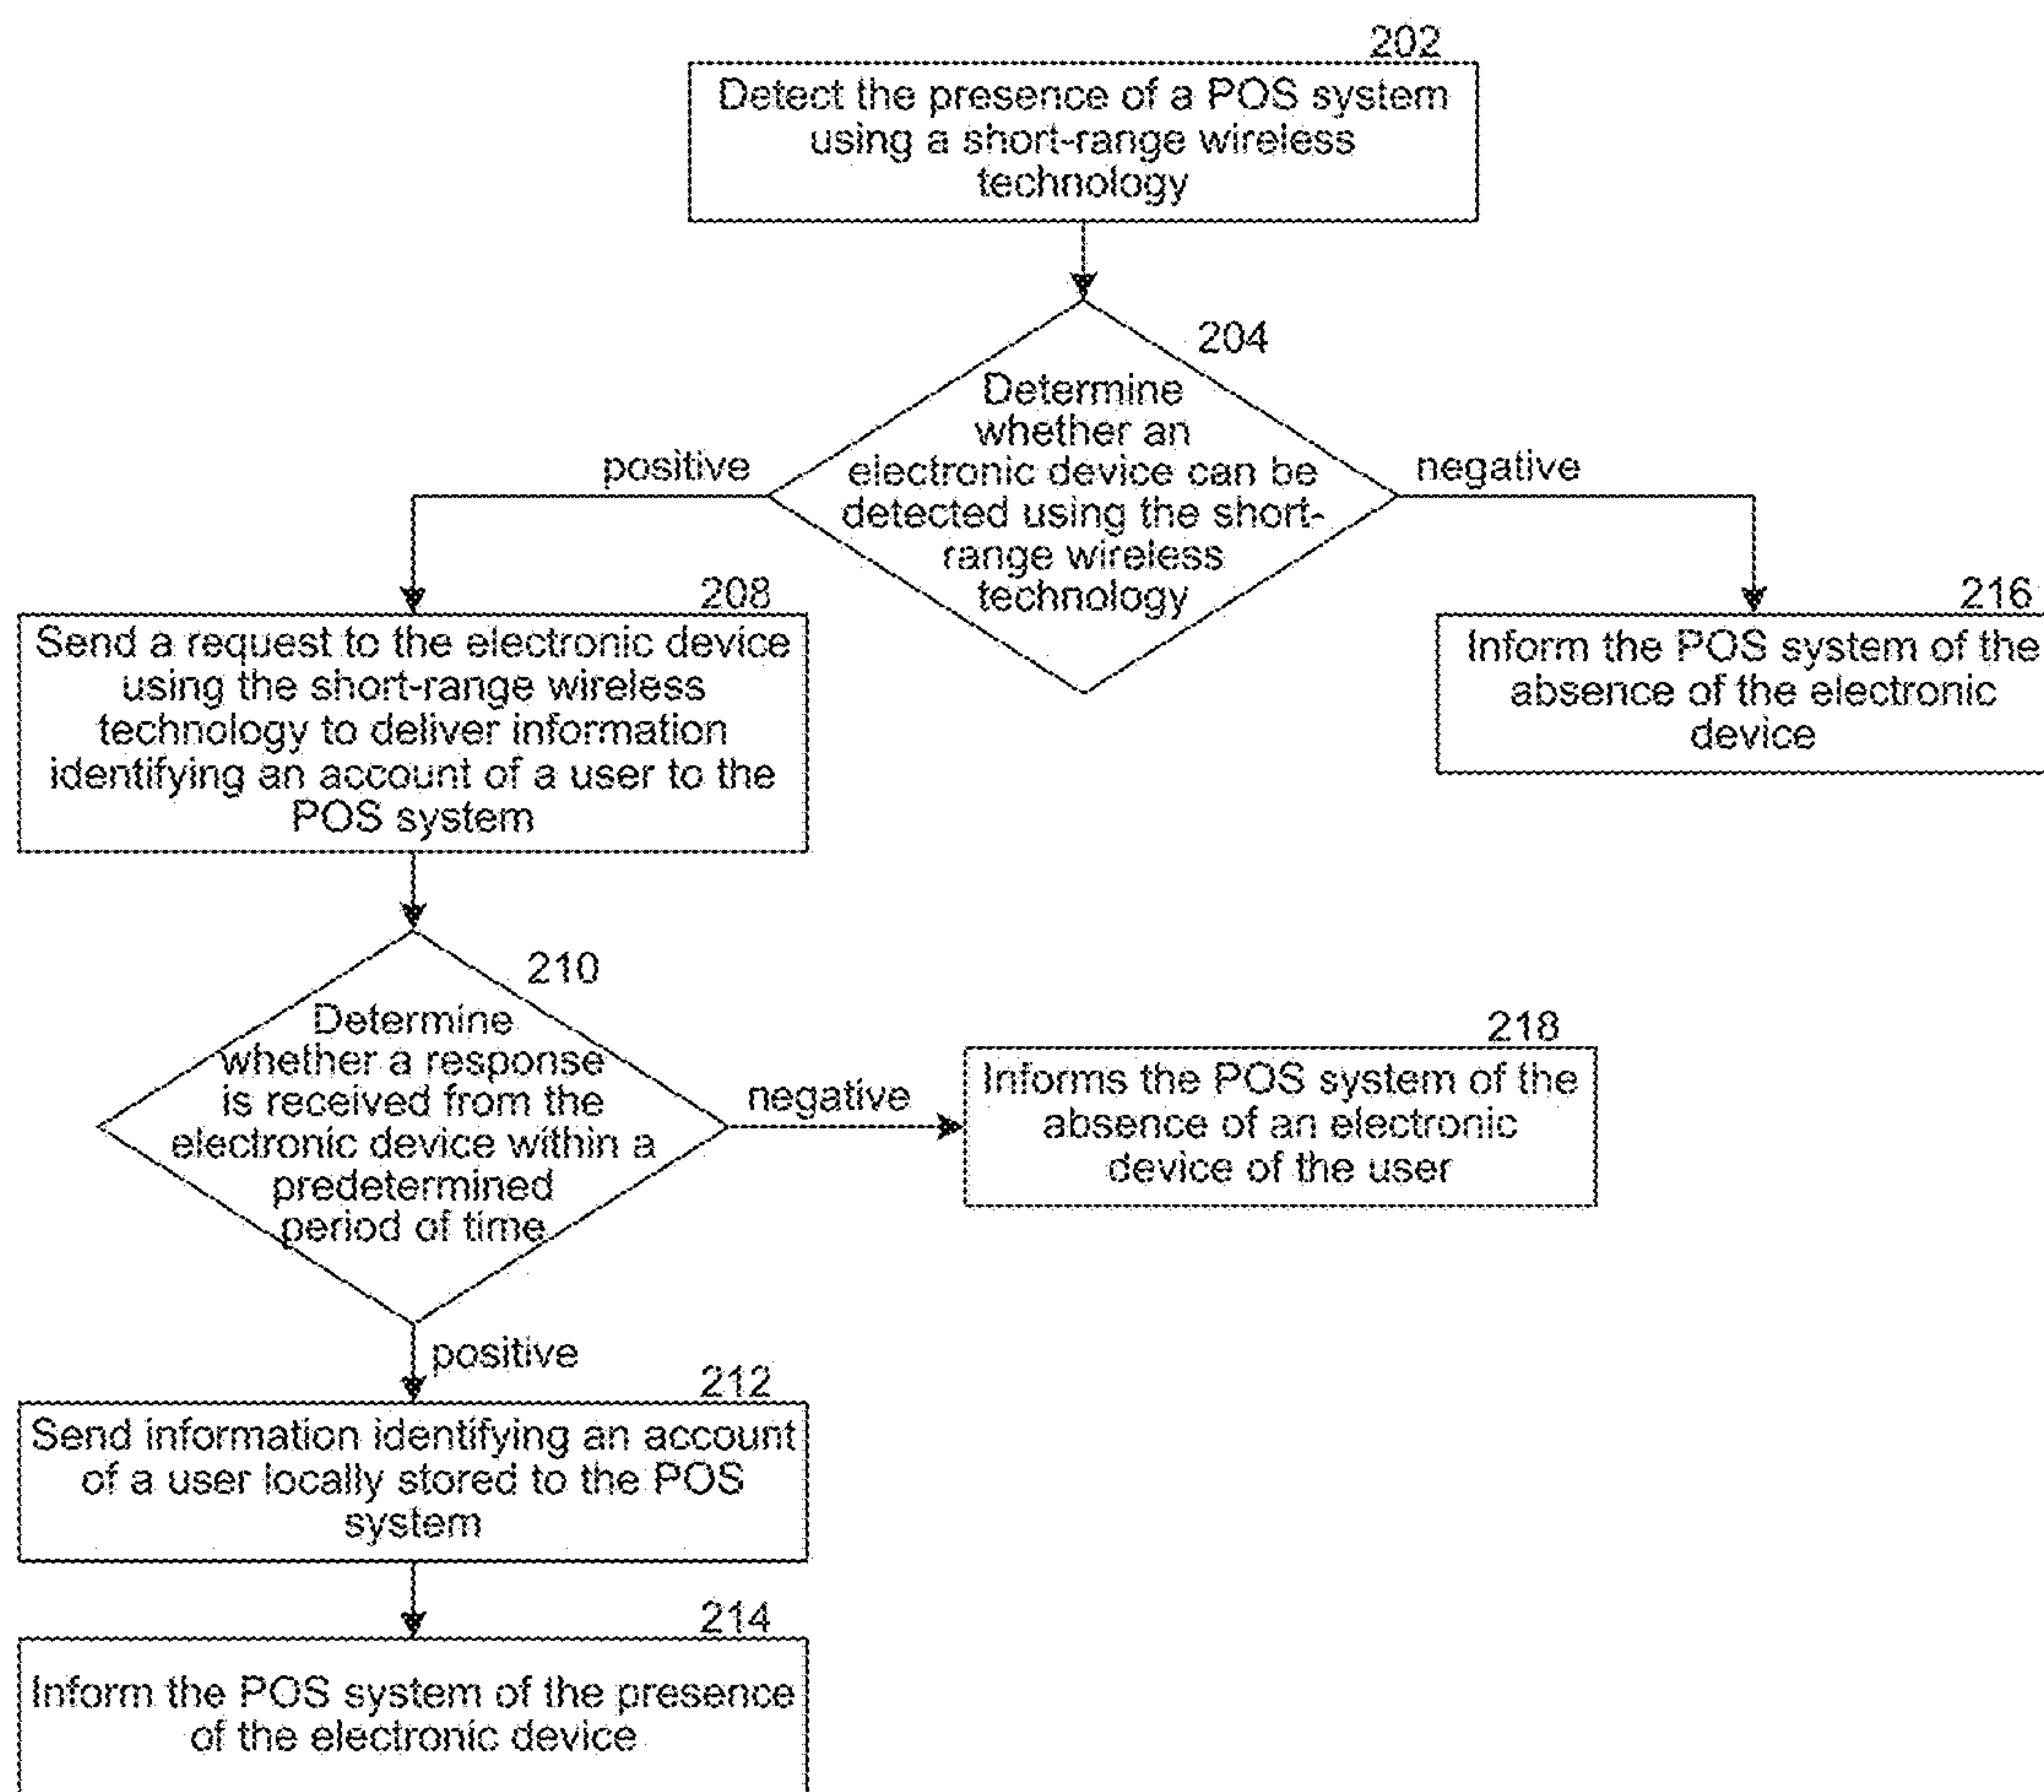 202
Detect the presence of a POS system
using a short-range wireless
technology
204
Determine
whether an
electronic device can be
detected using the short-
range wireless
technology
positive
negative
208
Send a request to the electronic device
using the short-range wireless
technology to deliver information
identifying an account of a user to the
POS system
216
Inform the POS system of the
absence of the electronic
device
210
Determine
whether a response
is received from the
electronic device within a
predetermined
period of time
negative
218
Informs the POS system of the
absence of an electronic
device of the user
positive
212
Send information identifying an account
of a user locally stored to the POS
system
214
Inform the POS system of the presence
of the electronic device